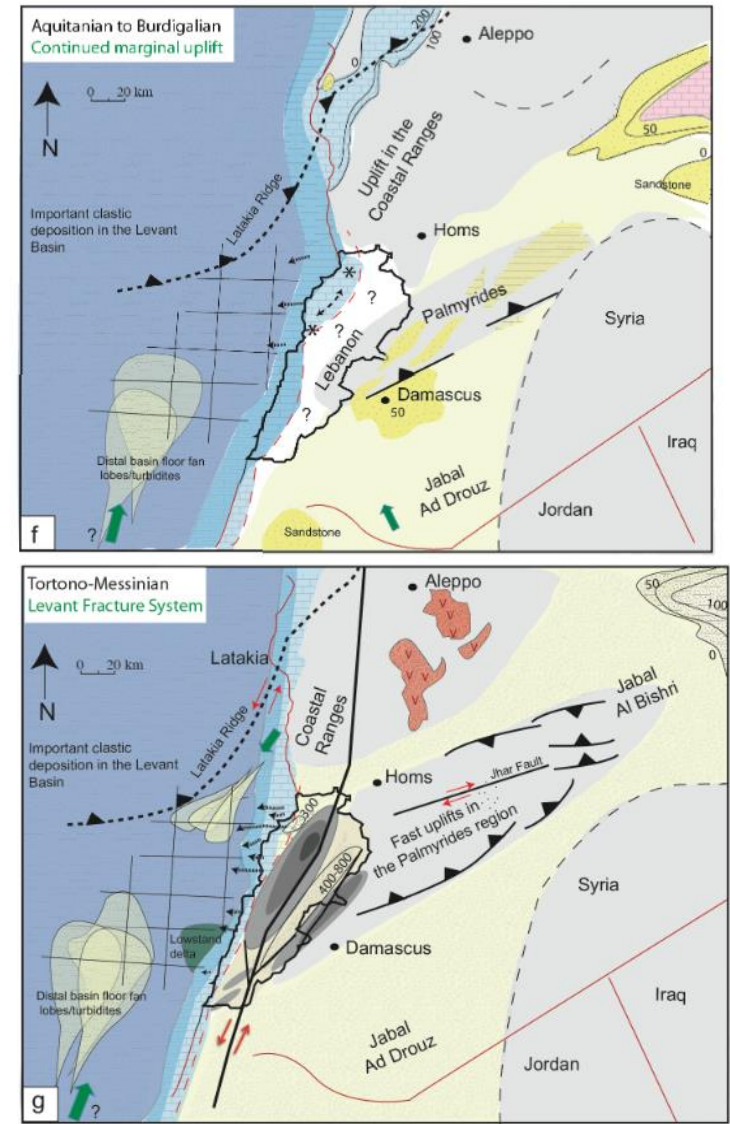 Aquitanian to Burdigalian
Continued marginal uplift
0 20 km
N
200
100
0
Aleppo
Uplift in the
Coastal Ranges
50
0
Sandstone
Important clastic
deposition in the Levant
Basin
Latakia Ridge
Homs
*
*
?
?
?
Lebanon
Palmyrides
Syria
Damascus
50
Distal basin floor fan
lobes/turbidites
?
Jabal
Ad Drouz
Iraq
Jordan
Sandstone
f
Tortono-Messinian
Levant Fracture System
0 20 km
N
Aleppo
V
V
V
V
V
V
50
100
0
Latakia
Coastal
Ranges
Latakia Ridge
Important clastic
deposition in the Levant
Basin
Jabal
Al Bishri
Homs
Jhar Fault
Fast uplifts in
the Palmyrides region
300
400-800
Syria
Lowstand
delta
Damascus
Distal basin floor fan
lobes/turbidites
?
Jabal
Ad Drouz
Iraq
Jordan
g